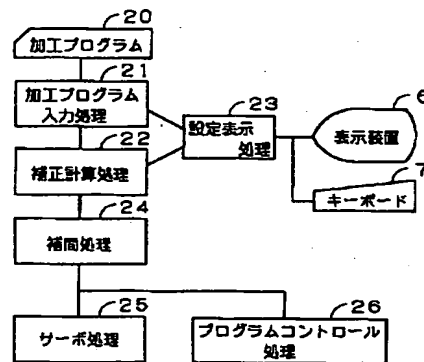 20
加工プログラム
21
加工プログラム
入力処理
22
補正計算処理
23
設定表示
処理
6
表示装置
7
キーボード
24
補間処理
25
サーボ処理
26
プログラムコントロール
処理